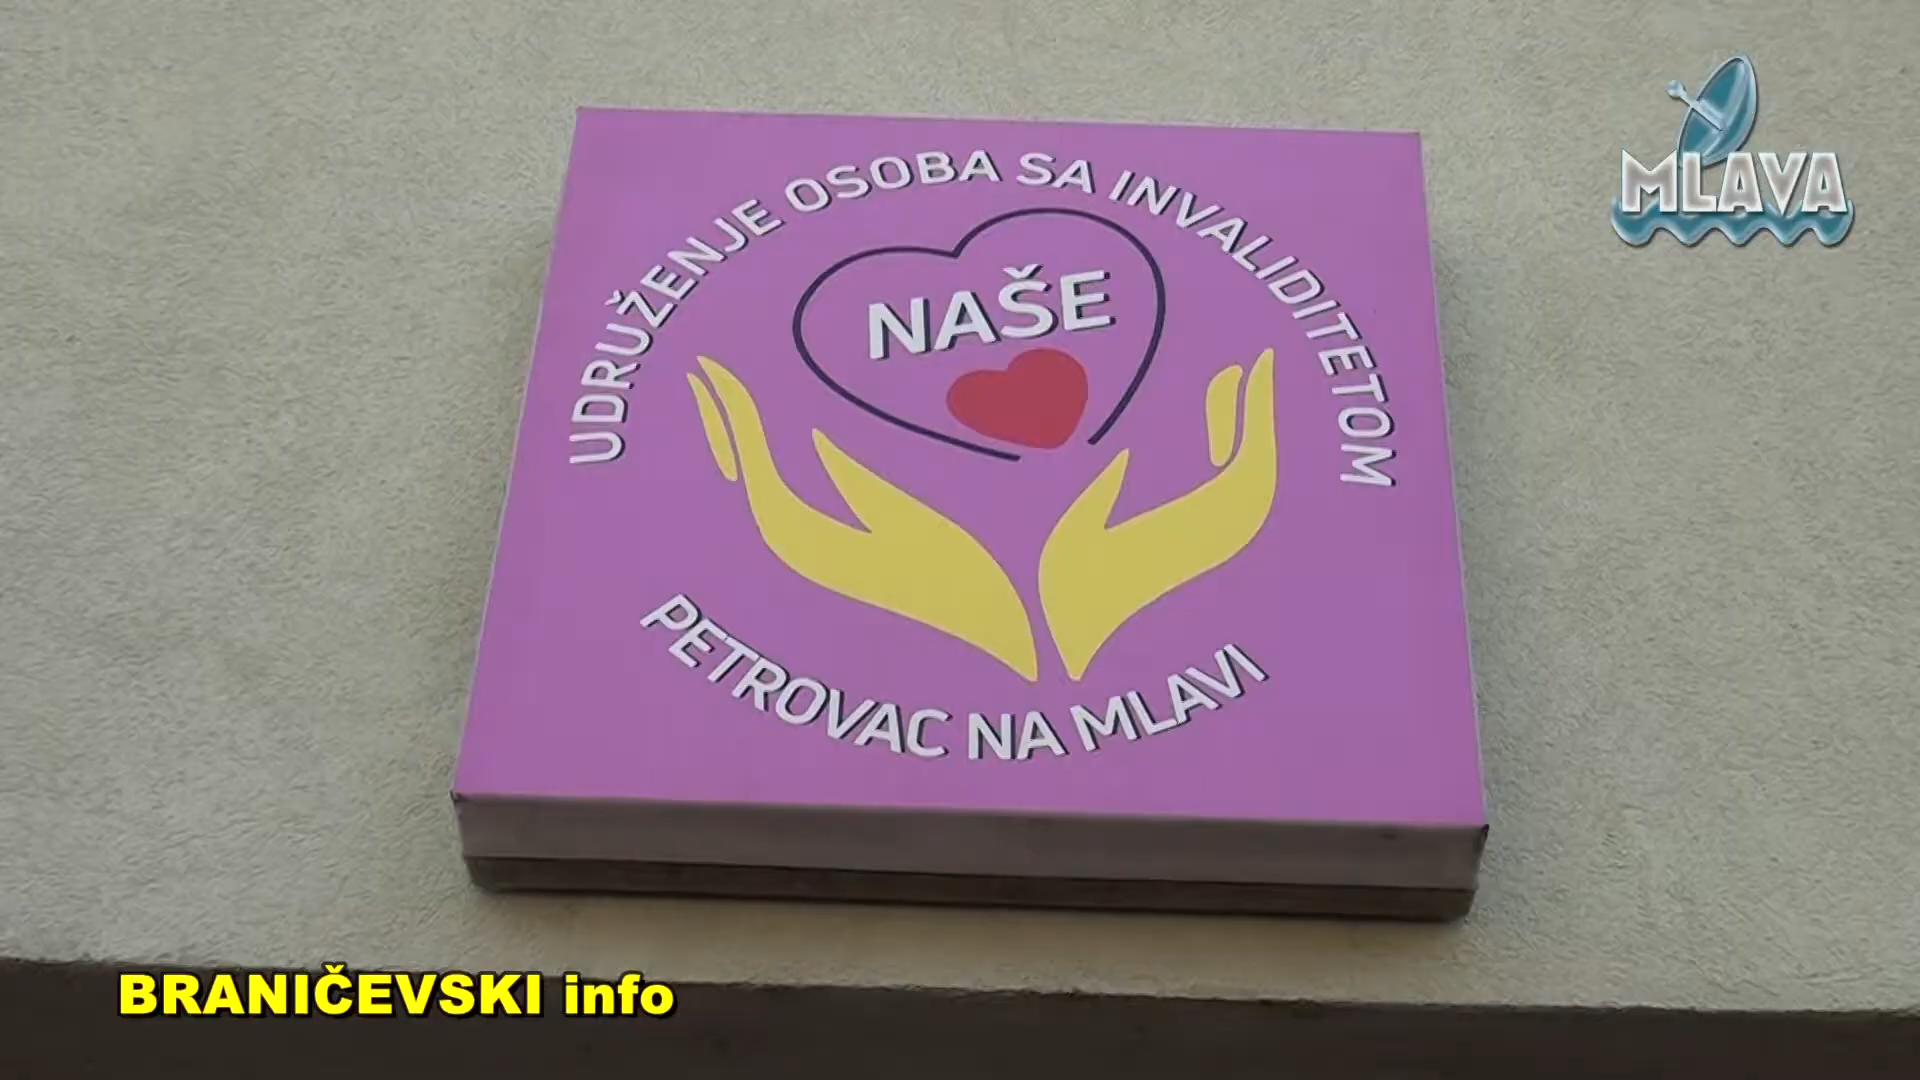 MLAVA
UDRUŽENJE OSOBA SA INVALIDITETOM
NAŠE
PETROVAC NA MLAVI
BRANIČEVSKI info